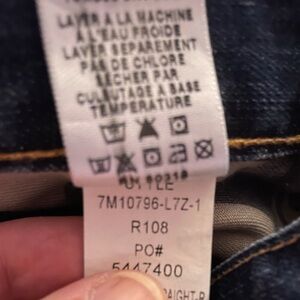 LAVER A LA MACHINE
A L'EAU FROIDE
LAVER SEPAREMENT
PAS DE CHLORE
SECHER PAR
CULBUTAGE A BASE
TEMPERATURE
7M10796-L7Z-1
R108
PO#
5447400